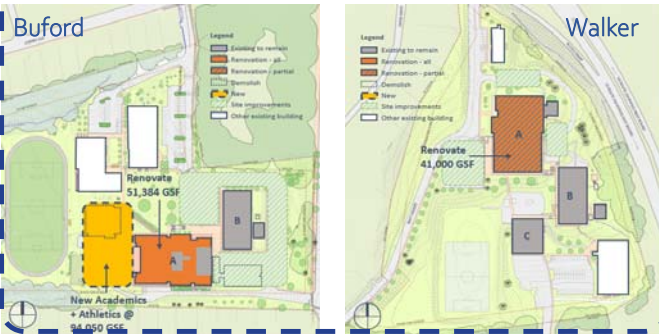 Buford
Legend
Existing to remain
Renovation - all
Renovation - partial
Demolish
New
Site improvements
Other existing building
Renovate
51,384 GSF
B
A
New Academics
+ Athletics @
94,050 GSF
Walker
Legend
Existing to remain
Renovation - all
Renovation - partial
Demolish
New
Site improvements
Other existing building
A
Renovate
41,000 GSF
B
C